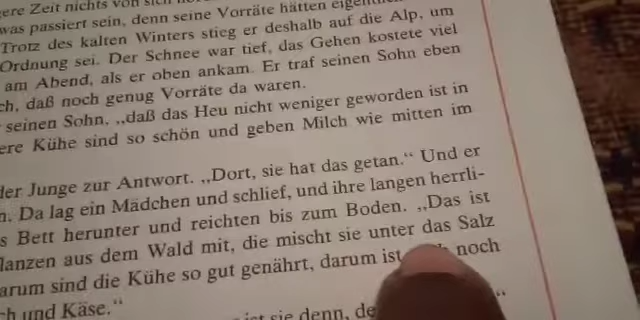 ere Zeit nichts von sich
was passiert sein, denn seine Vorräte hätten
Trotz des kalten Winters stieg er deshalb auf die Alp, um
Ordnung sei. Der Schnee war tief, das Gehen kostete viel
am Abend, als er oben ankam. Er traf seinen Sohn eben
ch, daß noch genug Vorräte da waren.
seinen Sohn, „daß das Heu nicht weniger geworden ist in
ere Kühe sind so schön und geben Milch wie mitten im
der Junge zur Antwort. „Dort, sie hat das getan.“ Und er
n. Da lag ein Mädchen und schlief, und ihre langen herrli-
s Bett herunter und reichten bis zum Boden. „Das ist
lanzen aus dem Wald mit, die mischt sie unter das Salz
arum sind die Kühe so gut genährt, darum ist noch
ch und Käse.“
ist sie denn, de “